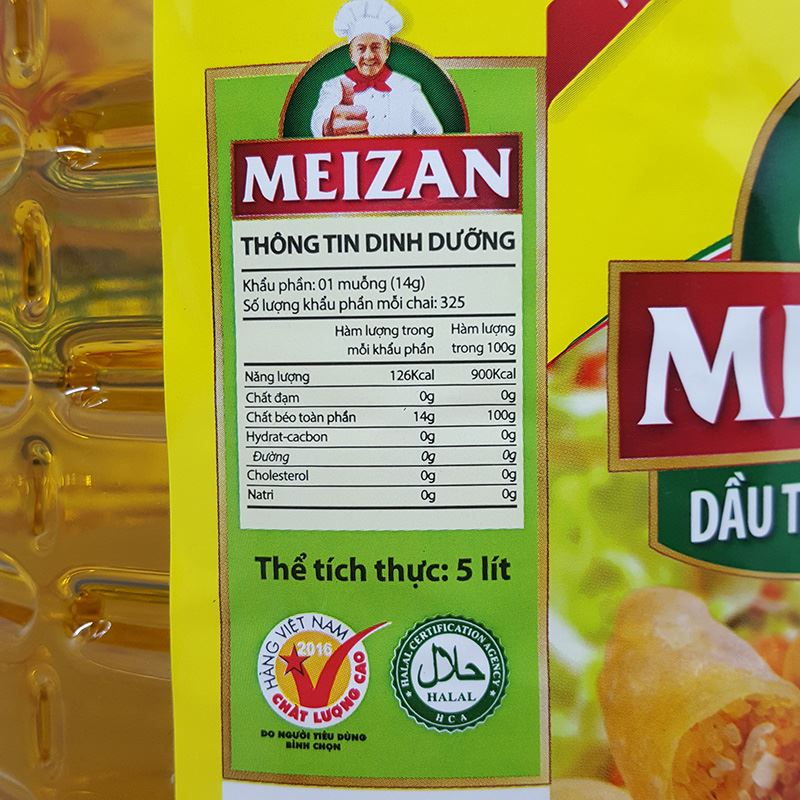 MEIZAN
THÔNG TIN DINH DƯỠNG
Khẩu phần: 01 muỗng (14g)
Số lượng khẩu phần mỗi chai: 325
Hàm lượng trong mỗi khẩu phần Hàm lượng trong 100g
Năng lượng 126Kcal 900Kcal
Chất đạm 0g 0g
Chất béo toàn phần 14g 100g
Hydrat-cacbon 0g 0g
Đường 0g 0g
Cholesterol 0g 0g
Natri 0g 0g
Thể tích thực: 5 lít
HÀNG VIỆT NAM
2016
CHẤT LƯỢNG CAO
DO NGƯỜI TIÊU DÙNG
BÌNH CHỌN
HALAL CERTIFICATION AGENCY
حلال
HALAL
HCA
DẦU